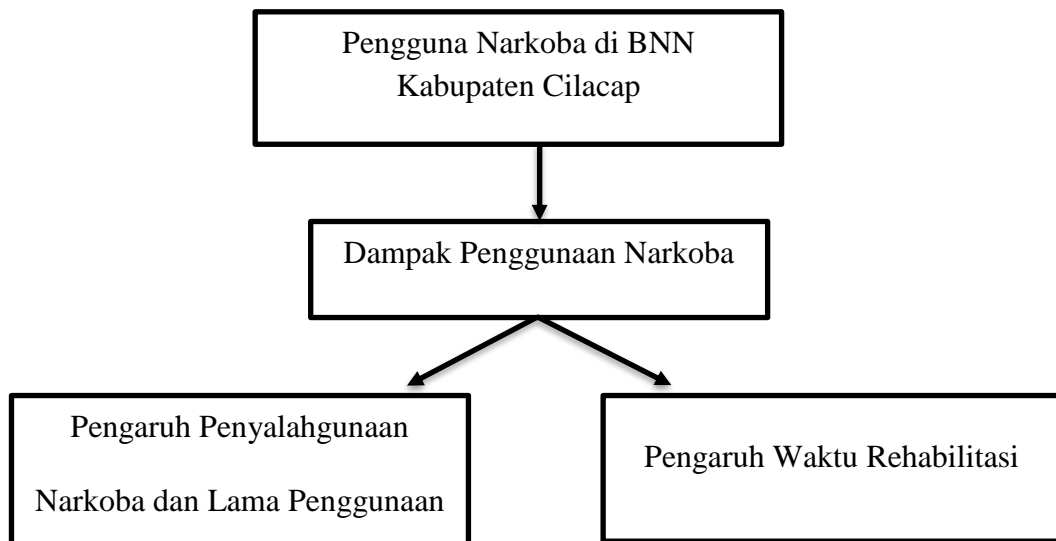 Pengguna Narkoba di BNN
Kabupaten Cilacap
Dampak Penggunaan Narkoba
Pengaruh Penyalahgunaan
Narkoba dan Lama Penggunaan
Pengaruh Waktu Rehabilitasi